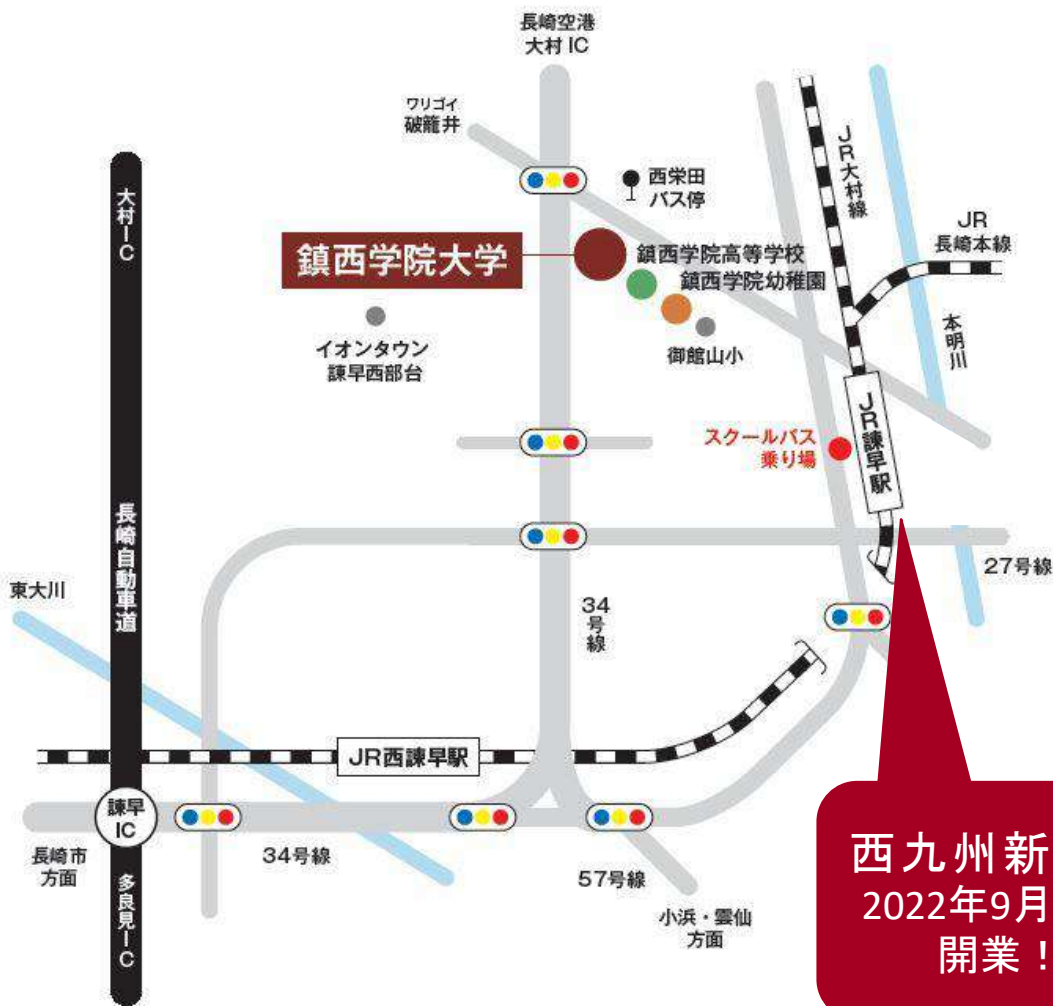 長崎空港
大村 IC
ワリゴイ
破籠井
西栄田
バス停
JR大村線
JR
長崎本線
大村IC
鎮西学院大学
鎮西学院高等学校
鎮西学院幼稚園
御館山小
イオンタウン
諫早西部台
本明川
スクールバス
乗り場
JR諫早駅
長崎自動車道
27号線
東大川
34号線
JR西諫早駅
諫早
IC
長崎市
方面
34号線
57号線
小浜・雲仙
方面
多良見IC
西九州新
2022年9月
開業！